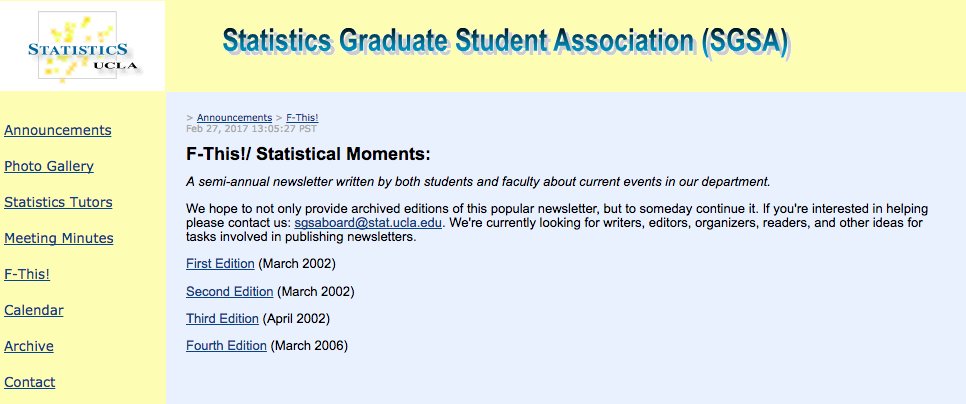 STATISTICS
UCLA
Statistics Graduate Student Association (SGSA)
Announcements
Photo Gallery
Statistics Tutors
Meeting Minutes
F-This!
Calendar
Archive
Contact
> Announcements > F-This!
Feb 27, 2017 13:05:27 PST
F-This!/ Statistical Moments:
A semi-annual newsletter written by both students and faculty about current events in our department.
We hope to not only provide archived editions of this popular newsletter, but to someday continue it. If you're interested in helping
please contact us: sgsaboard@stat.ucla.edu. We're currently looking for writers, editors, organizers, readers, and other ideas for
tasks involved in publishing newsletters.
First Edition (March 2002)
Second Edition (March 2002)
Third Edition (April 2002)
Fourth Edition (March 2006)